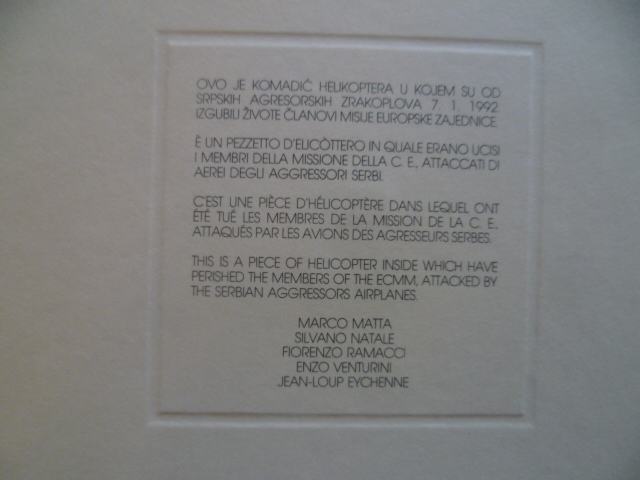 OVO JE KOMADIĆ HELIKOPTERA U KOJEM SU OD
SRPSKIH AGRESORSKIH ZRAKOPLOVA 7. 1. 1992
IZGUBILI ŽIVOTE ČLANOVI MISIJE EUROPSKE ZAJEDNICE.
È UN PEZZETTO D'ELICÒTTERO IN QUALE ERANO UCISI
I MEMBRI DELLA MISSIONE DELLA C. E., ATTACCATI DI
AEREI DEGLI AGGRESSORI SERBI.
C'EST UNE PIÈCE D'HÉLICOPTÈRE DANS LEQUEL ONT
ÉTÉ TUÉ LES MEMBRES DE LA MISSION DE LA C. E.,
ATTAQUÉS PAR LES AVIONS DES AGRESSEURS SERBES.
THIS IS A PIECE OF HELICOPTER INSIDE WHICH HAVE
PERISHED THE MEMBERS OF THE ECMM, ATTACKED BY
THE SERBIAN AGGRESSORS AIRPLANES.
MARCO MATTA
SILVANO NATALE
FIORENZO RAMACCI
ENZO VENTURINI
JEAN-LOUP EYCHENNE